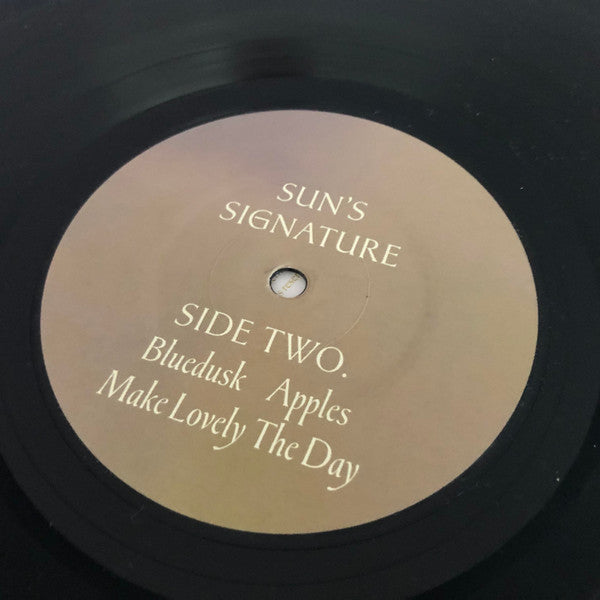 SUN'S
SIGNATURE
SIDE TWO.
Bluedusk Apples
Make Lovely The Day